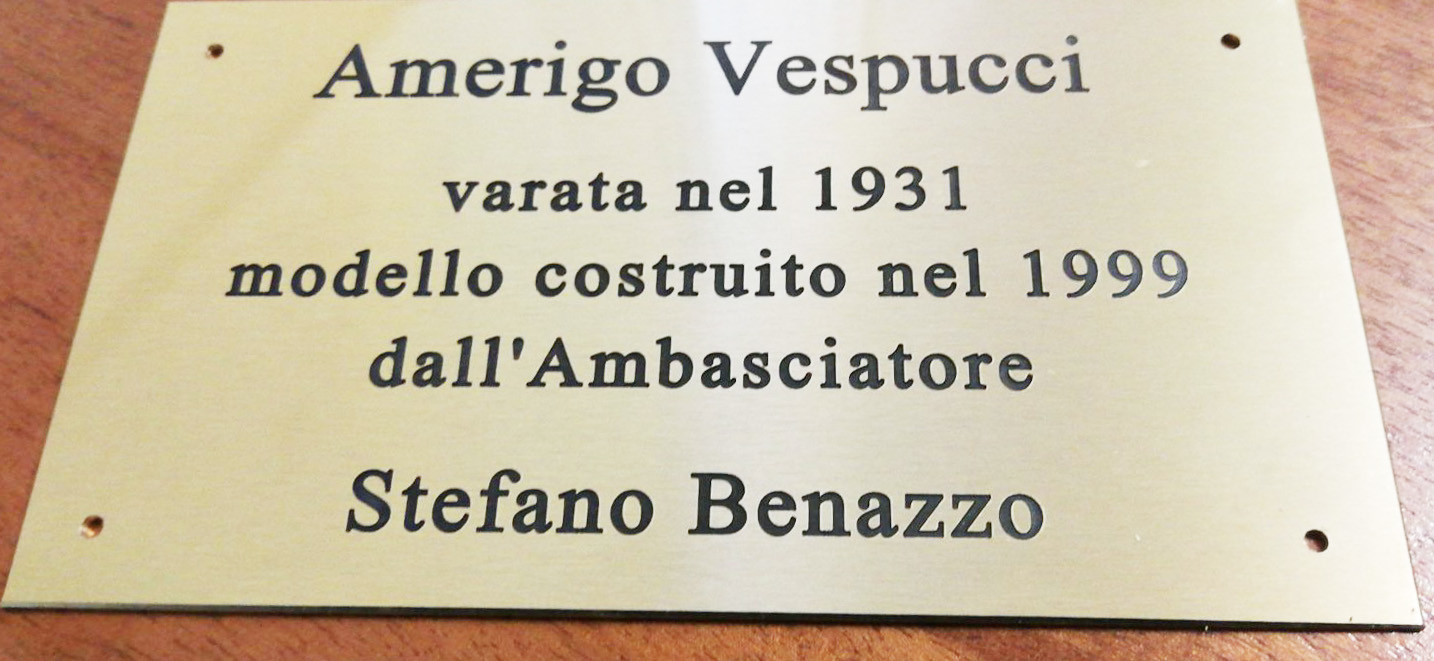 Amerigo Vespucci
varata nel 1931
modello costruito nel 1999
dall'Ambasciatore
Stefano Benazzo